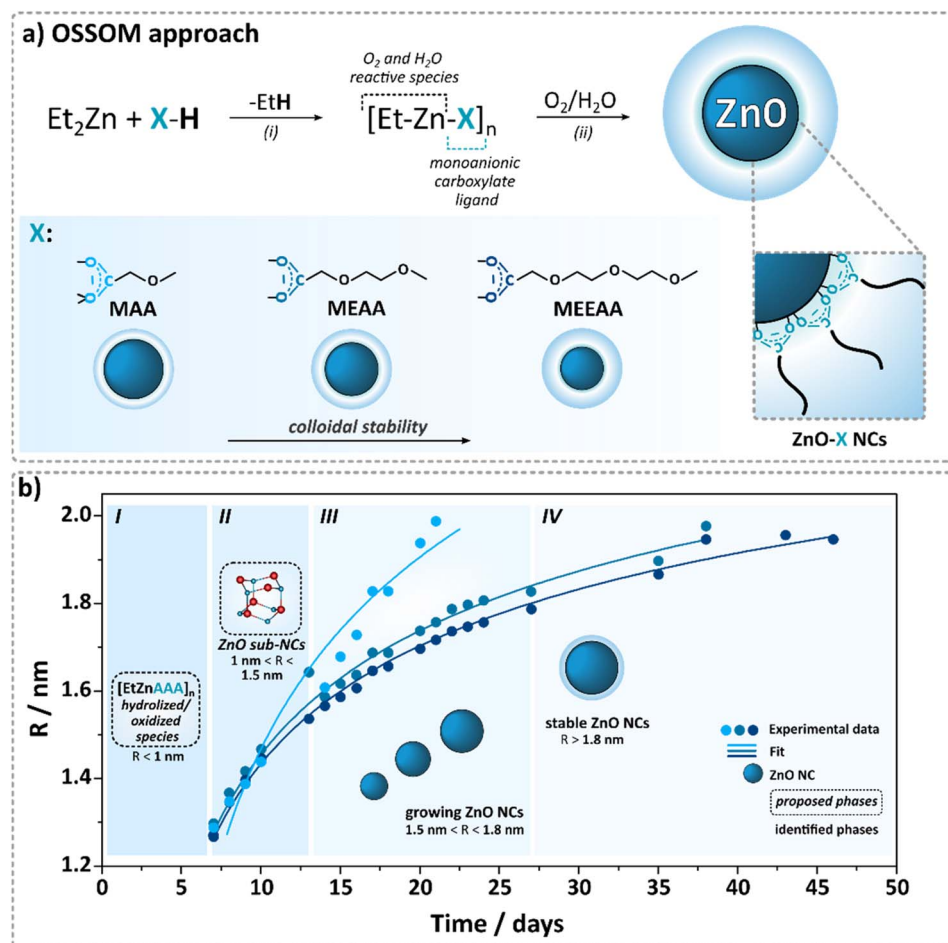 a) OSSOM approach
O₂ and H₂O
reactive species
Et₂Zn + X-H
-EtH
(i)
[Et-Zn-X]ₙ
O₂/H₂O
(ii)
ZnO
monoanionic
carboxylate
ligand
X:
O
C
O
O
MAA
O
C
O
O
O
MEAA
O
C
O
O
O
O
MEEAA
colloidal stability
ZnO-X NCs
b)
I
II
III
IV
2.0
1.8
1.6
1.4
1.2
R / nm
ZnO sub-NCs
1 nm < R <
1.5 nm
[EtZnAAA]ₙ
hydrolized/
oxidized
species
R < 1 nm
growing ZnO NCs
1.5 nm < R < 1.8 nm
stable ZnO NCs
R > 1.8 nm
Experimental data
Fit
ZnO NC
proposed phases
identified phases
0
5
10
15
20
25
30
35
40
45
50
Time / days